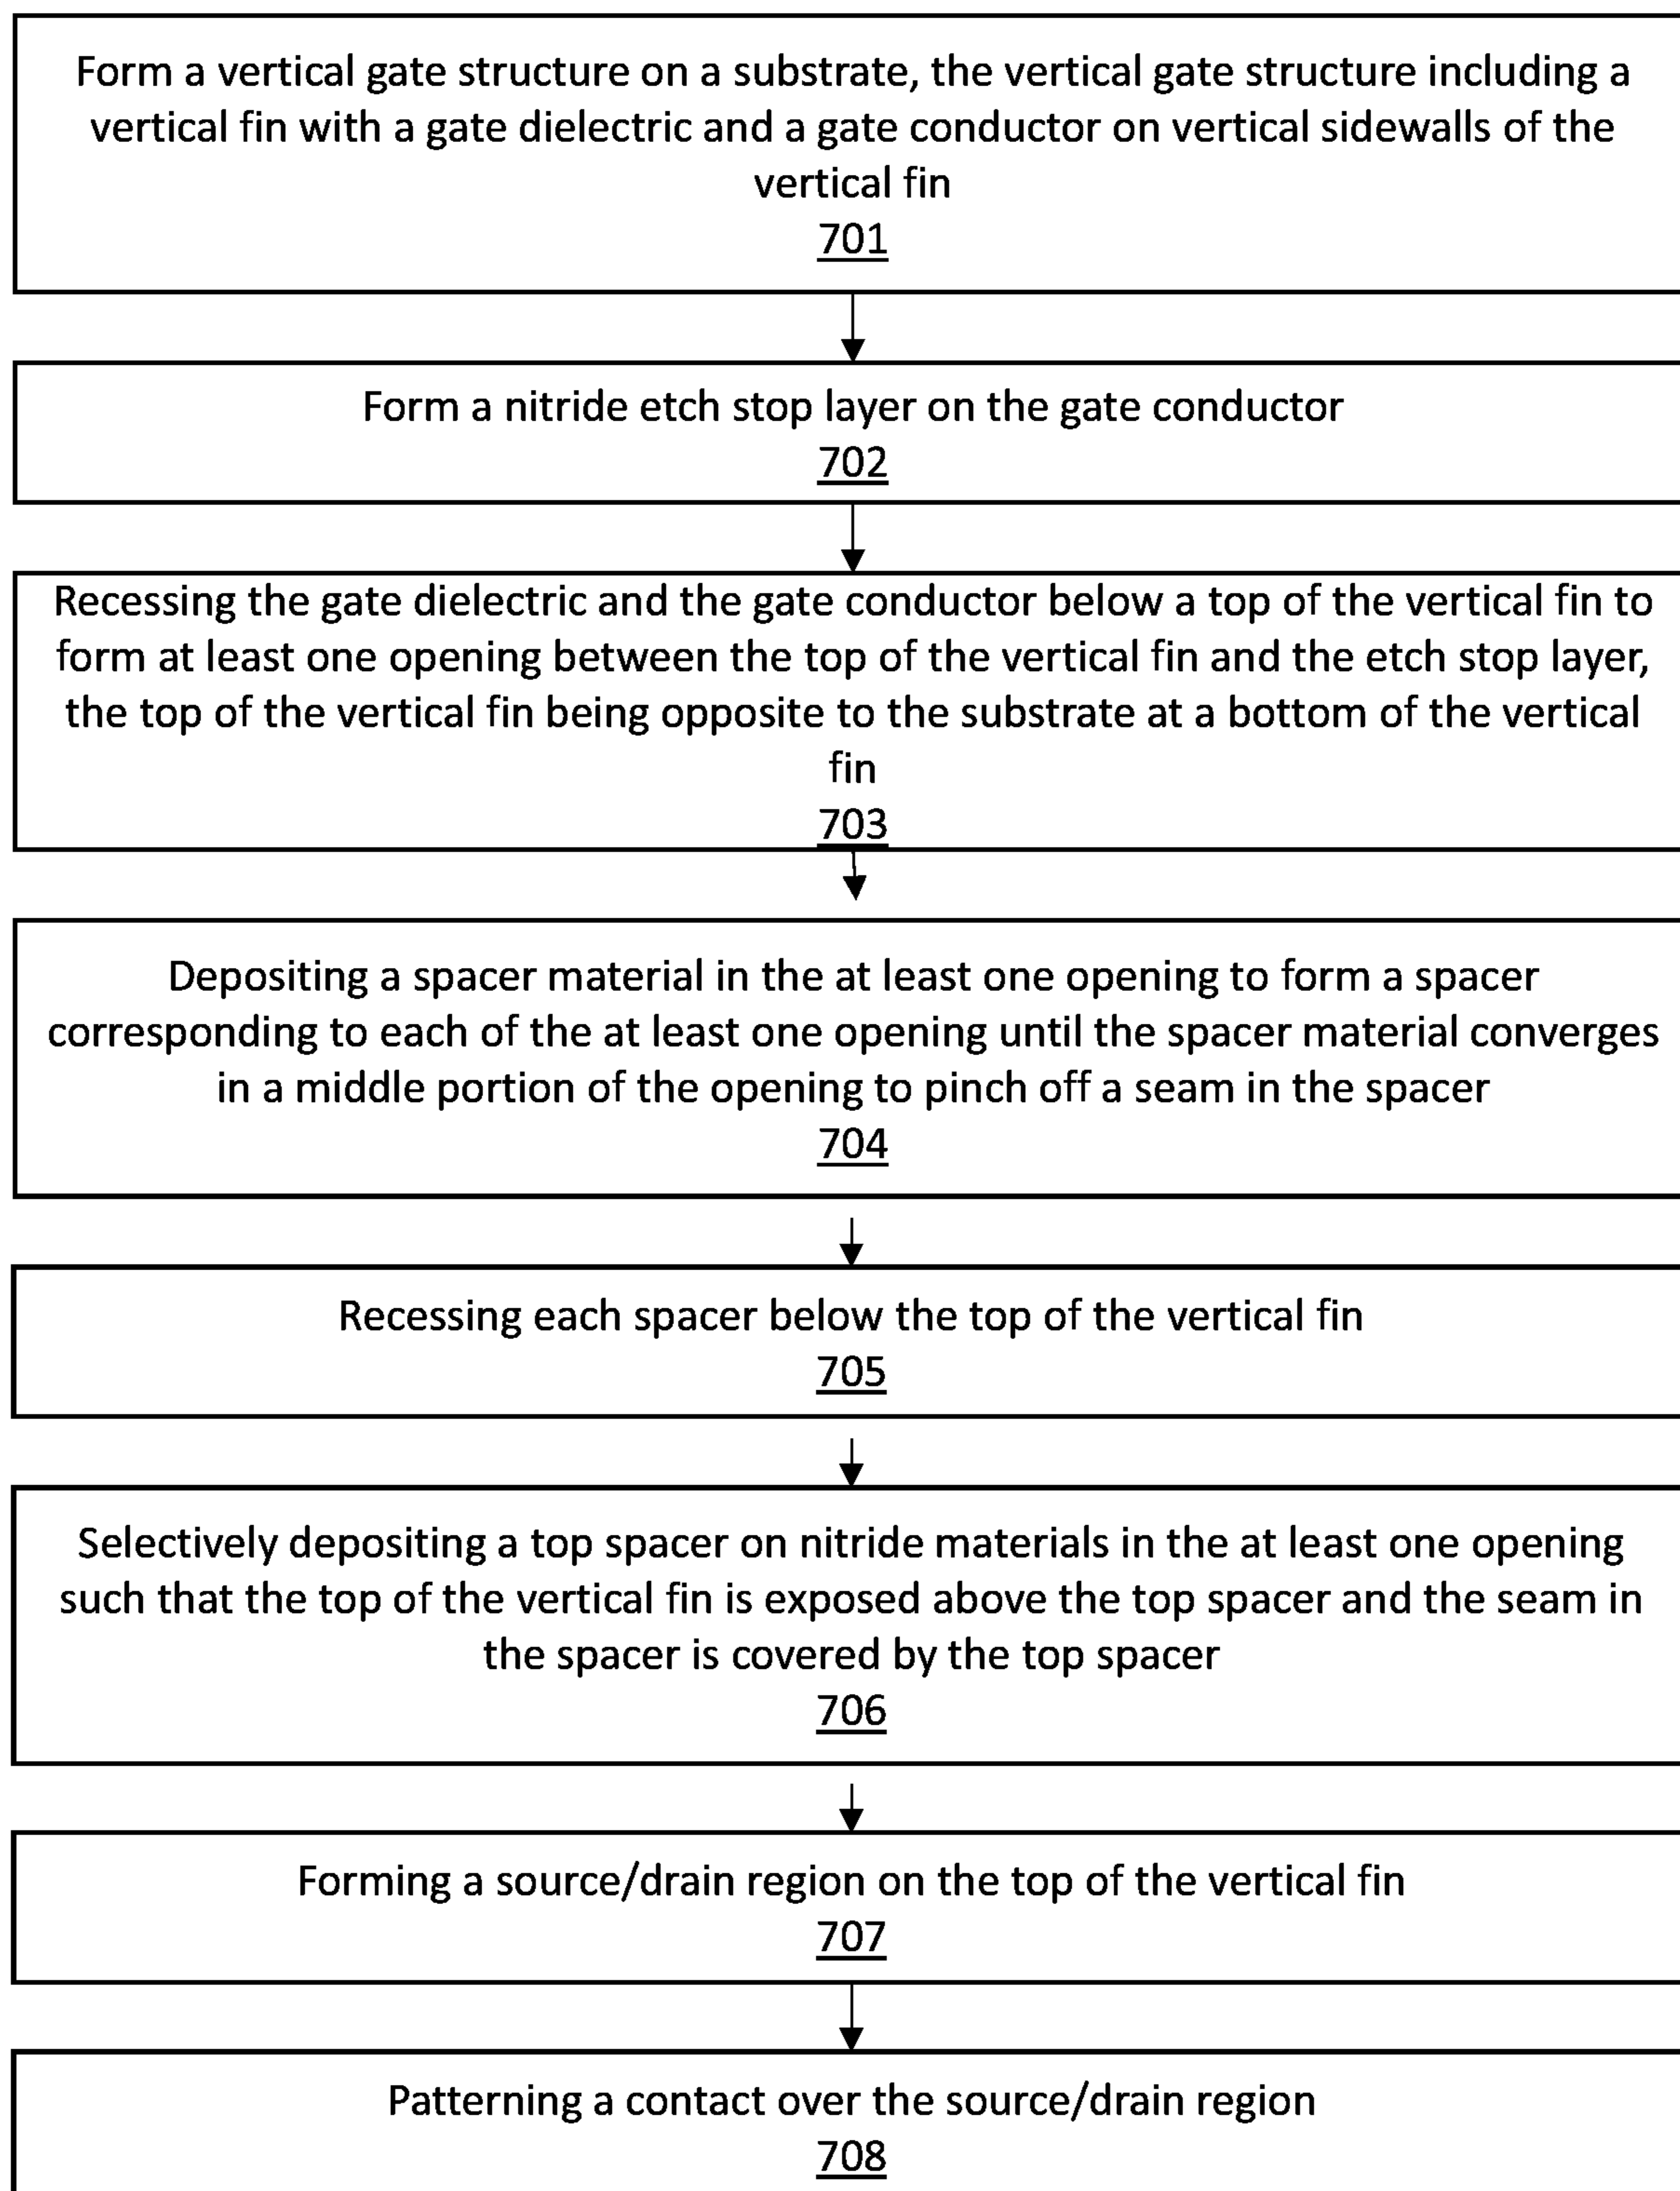 Form a vertical gate structure on a substrate, the vertical gate structure including a
vertical fin with a gate dielectric and a gate conductor on vertical sidewalls of the
vertical fin
701
Form a nitride etch stop layer on the gate conductor
702
Recessing the gate dielectric and the gate conductor below a top of the vertical fin to
form at least one opening between the top of the vertical fin and the etch stop layer,
the top of the vertical fin being opposite to the substrate at a bottom of the vertical
fin
703
Depositing a spacer material in the at least one opening to form a spacer
corresponding to each of the at least one opening until the spacer material converges
in a middle portion of the opening to pinch off a seam in the spacer
704
Recessing each spacer below the top of the vertical fin
705
Selectively depositing a top spacer on nitride materials in the at least one opening
such that the top of the vertical fin is exposed above the top spacer and the seam in
the spacer is covered by the top spacer
706
Forming a source/drain region on the top of the vertical fin
707
Patterning a contact over the source/drain region
708